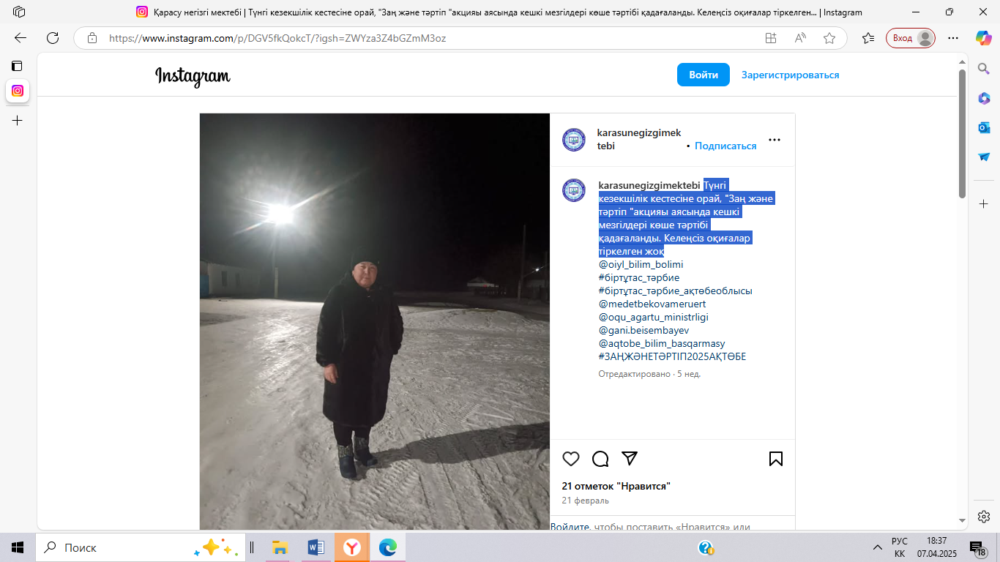 Қарасу негізгі мектебі | Түнгі кезекшілік кестесіне орай, "Заң және тәртіп "акцияы аясында кешкі мезгілдері көше тәртібі қадағаланды. Келеңсіз оқиғалар тіркелген... | Instagram
https://www.instagram.com/p/DGV5fkQokcT/?igsh=ZWYza3Z4bGZmM3oz
Вход
Instagram
Войти
Зарегистрироваться
karasunegizgimek
tebi
• Подписаться
karasunegizgimektebi Түнгі
кезекшілік кестесіне орай, "Заң және
тәртіп "акцияы аясында кешкі
мезгілдері көше тәртібі
қадағаланды. Келеңсіз оқиғалар
тіркелген жоқ
@oiyl_bilim_bolimi
#біртұтас_тәрбие
#біртұтас_тәрбие_ақтөбеоблысы
@medetbekovameruert
@oqu_agartu_ministrligi
@gani.beisembayev
@aqtobe_bilim_basqarmasy
#ЗАҢЖӘНЕТӘРТІП2025АҚТӨБЕ
Отредактировано · 5 нед.
21 отметок "Нравится"
21 февраль
Войдите, чтобы поставить «Нравится» или
Поиск
РУС
КК
18:37
07.04.2025
18